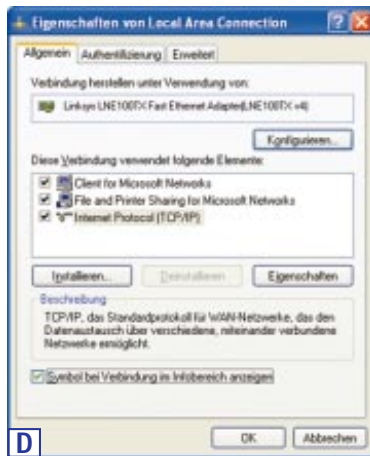 Eigenschaften von Local Area Connection
Allgemein Authentifizierung Erweitert
Verbindung herstellen unter Verwendung von:
Linksys LNE100TX Fast Ethernet Adapter(LNE100TX v4)
Konfigurieren...
Diese Verbindung verwendet folgende Elemente:
Client for Microsoft Networks
File and Printer Sharing for Microsoft Networks
Internet Protocol (TCP/IP)
Installieren... Deinstallieren Eigenschaften
Beschreibung
TCP/IP, das Standardprotokoll für WAN-Netzwerke, das den
Datenaustausch über verschiedene, miteinander verbundene
Netzwerke ermöglicht.
Symbol bei Verbindung im Infobereich anzeigen
OK Abbrechen
D